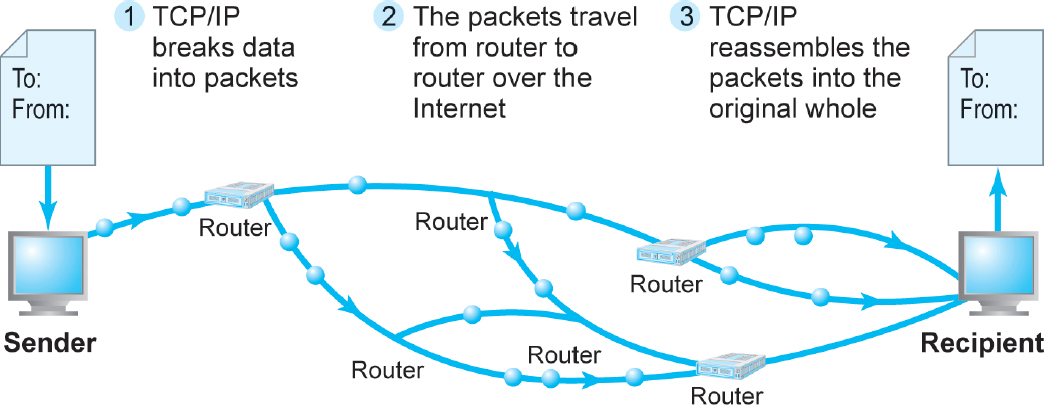 1 TCP/IP
breaks data
into packets
2 The packets travel
from router to
router over the
Internet
3 TCP/IP
reassembles the
packets into the
original whole
To:
From:
To:
From:
Router
Router
Router
Sender
Recipient
Router
Router
Router